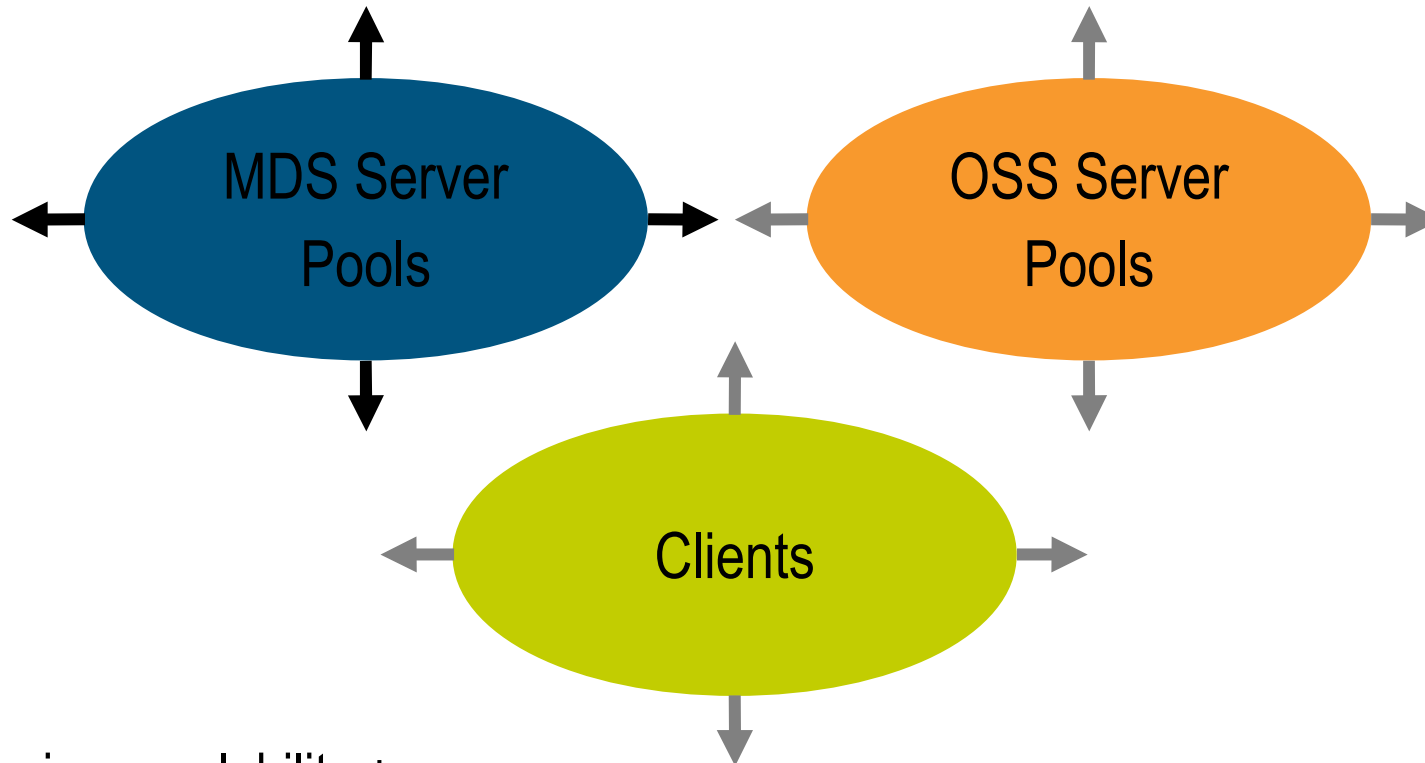 MDS Server
Pools
OSS Server
Pools
Clients